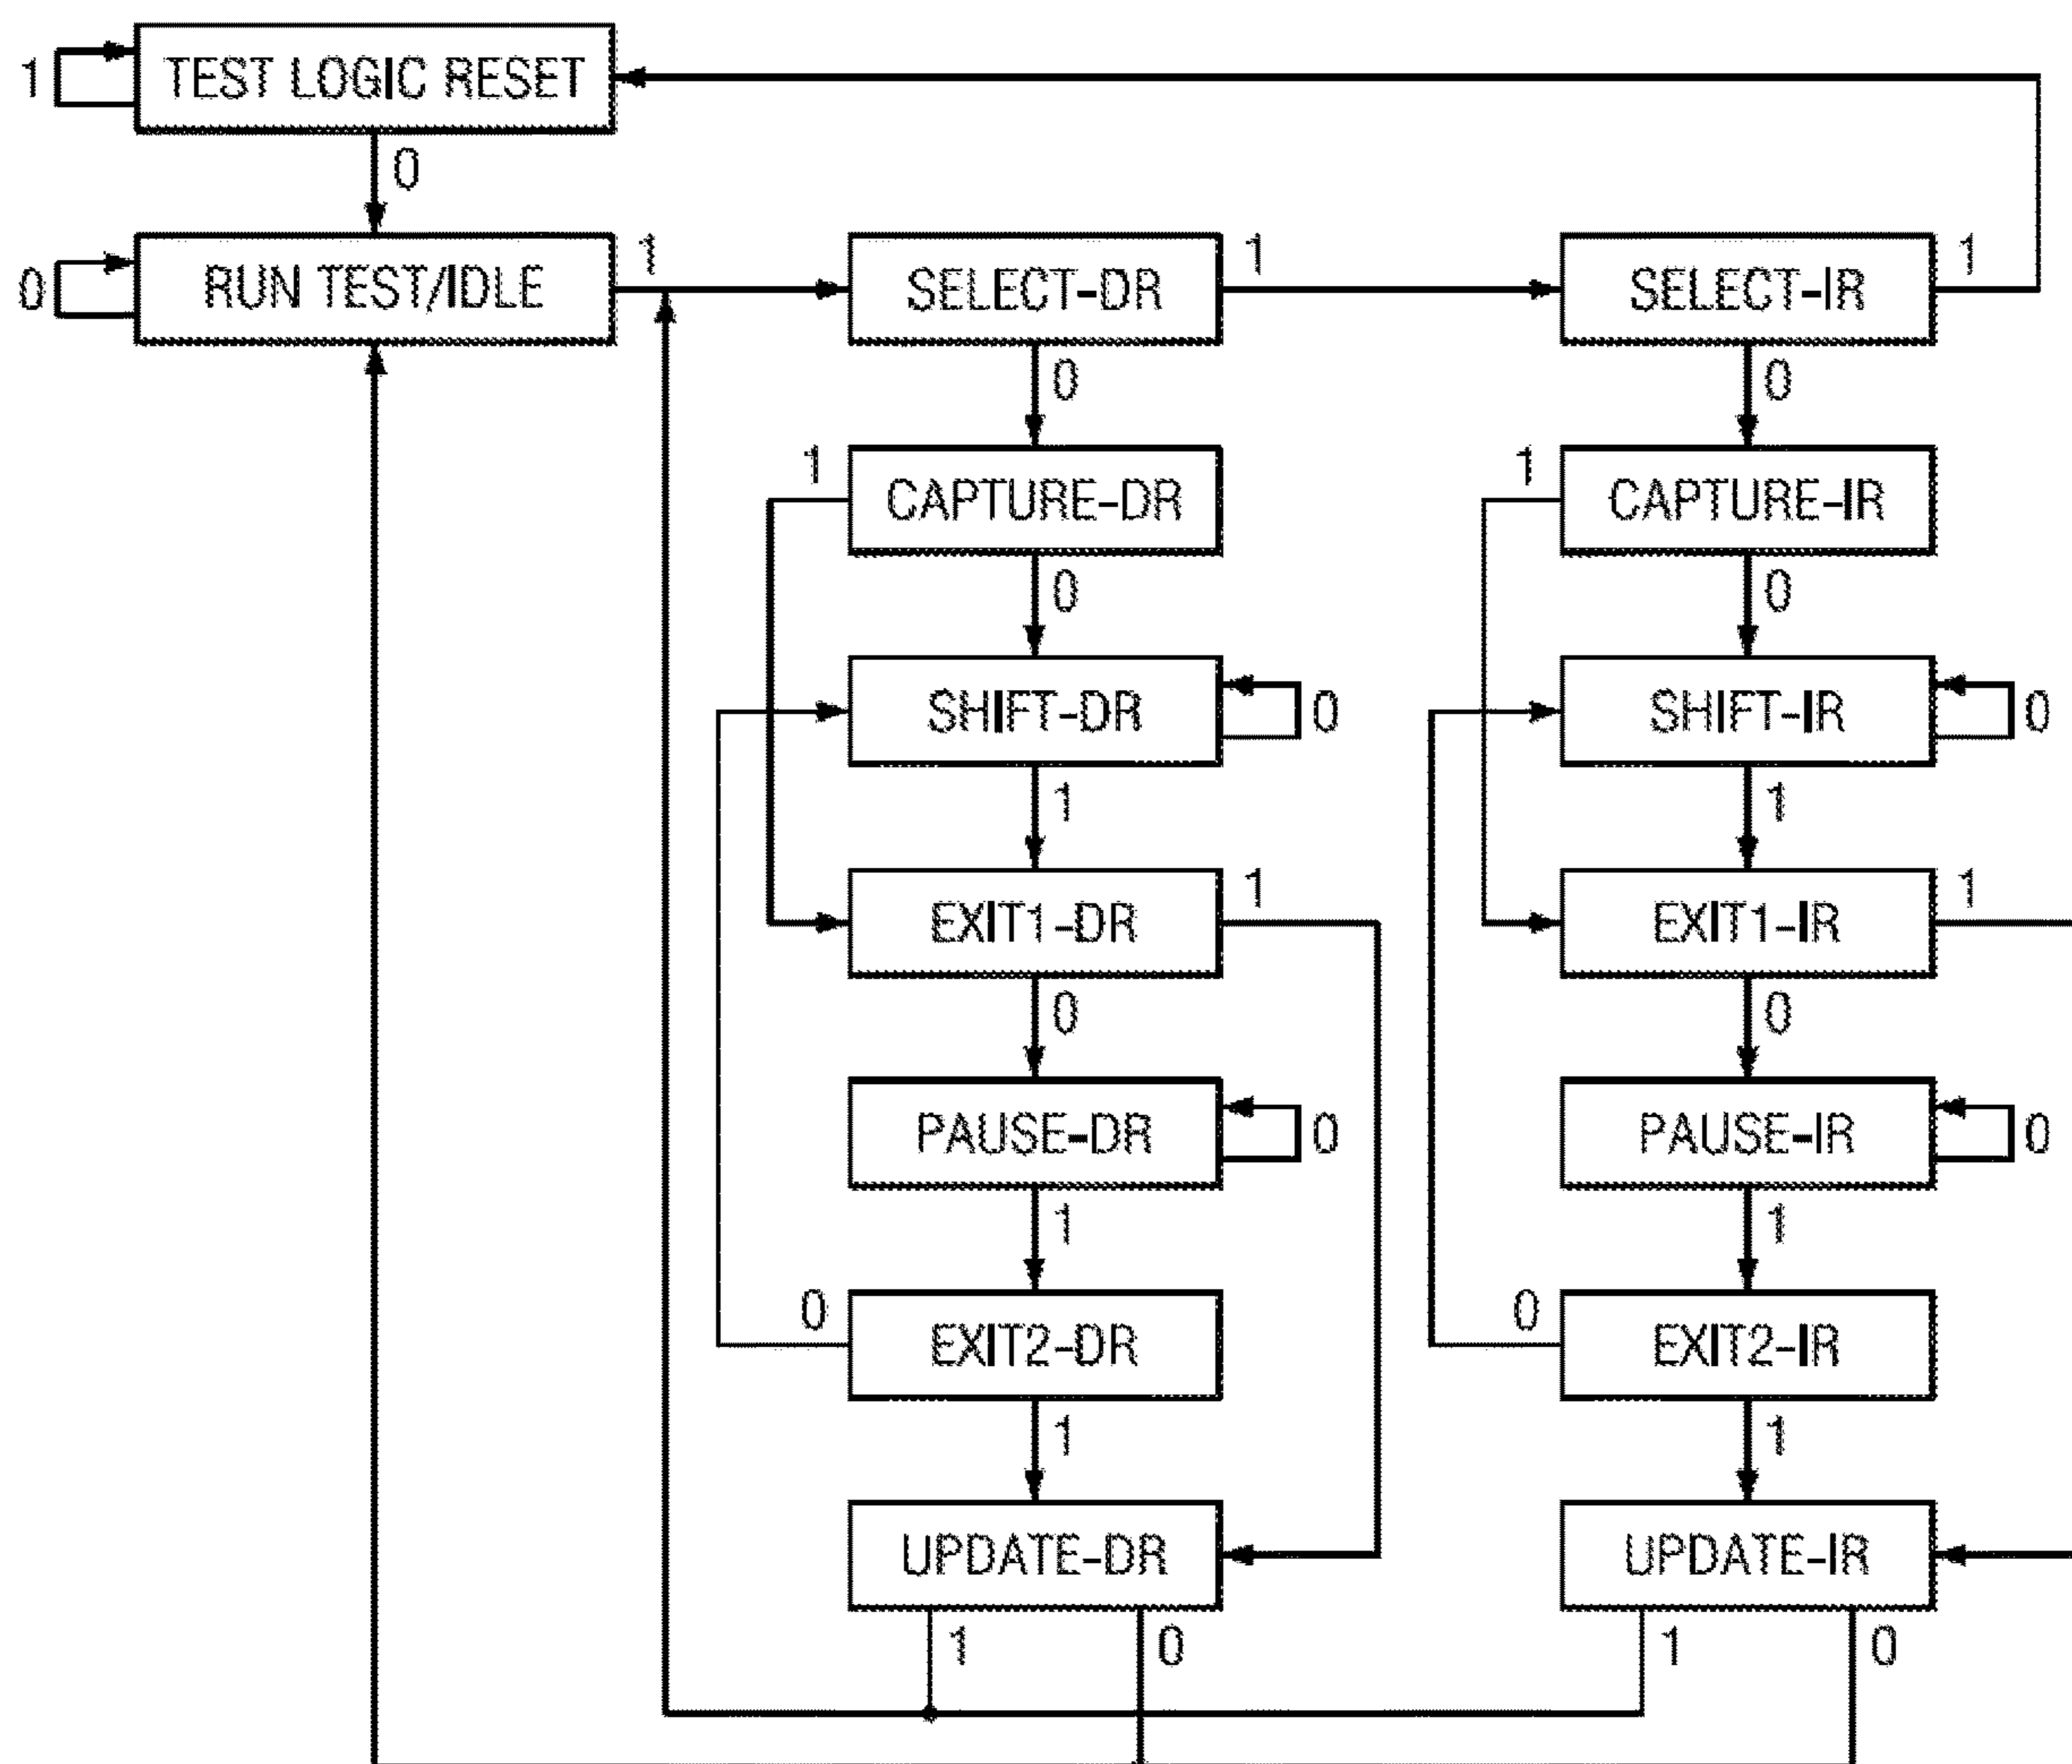 1 TEST LOGIC RESET
0
0 RUN TEST/IDLE 1 SELECT-DR 1 SELECT-IR 1
0 0
1 CAPTURE-DR 1 CAPTURE-IR
0 0
SHIFT-DR 0 SHIFT-IR 0
1 1
EXIT1-DR 1 EXIT1-IR 1
0 0
PAUSE-DR 0 PAUSE-IR 0
1 1
0 EXIT2-DR 0 EXIT2-IR
1 1
UPDATE-DR UPDATE-IR
1 0 1 0